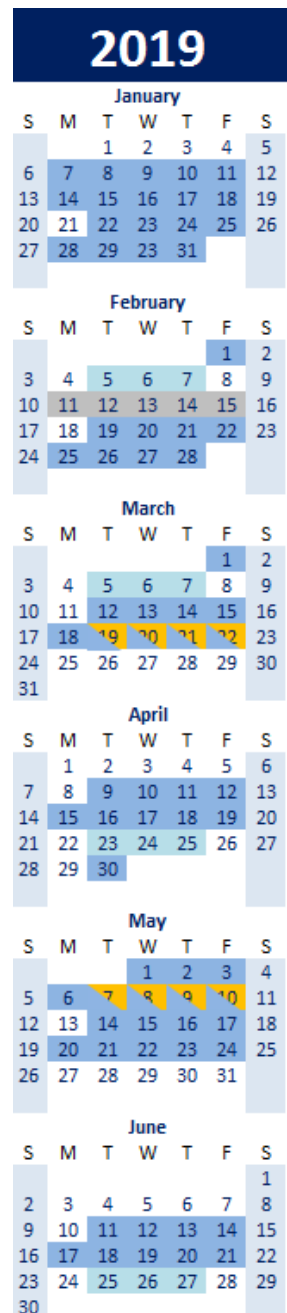 2019
January
S M T W T F S
1 2 3 4 5
6 7 8 9 10 11 12
13 14 15 16 17 18 19
20 21 22 23 24 25 26
27 28 29 23 31
February
S M T W T F S
1 2
3 4 5 6 7 8 9
10 11 12 13 14 15 16
17 18 19 20 21 22 23
24 25 26 27 28
March
S M T W T F S
1 2
3 4 5 6 7 8 9
10 11 12 13 14 15 16
17 18 19 20 21 22 23
24 25 26 27 28 29 30
31
April
S M T W T F S
1 2 3 4 5 6
7 8 9 10 11 12 13
14 15 16 17 18 19 20
21 22 23 24 25 26 27
28 29 30
May
S M T W T F S
1 2 3 4
5 6 7 8 9 10 11
12 13 14 15 16 17 18
19 20 21 22 23 24 25
26 27 28 29 30 31
June
S M T W T F S
1
2 3 4 5 6 7 8
9 10 11 12 13 14 15
16 17 18 19 20 21 22
23 24 25 26 27 28 29
30